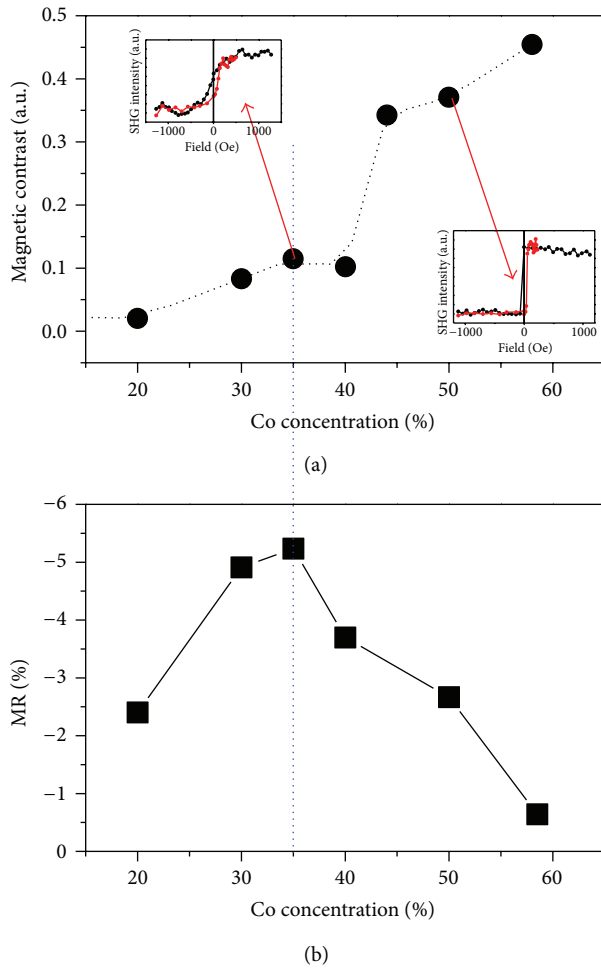 0.5
0.4
0.3
0.2
0.1
0.0
Magnetic contrast (a.u.)
SHG intensity (a.u.)
−1000 0 1000
Field (Oe)
SHG intensity (a.u.)
−1000 0 1000
Field (Oe)
20 30 40 50 60
Co concentration (%)
(a)
−6
−5
−4
−3
−2
−1
0
MR (%)
20 30 40 50 60
Co concentration (%)
(b)